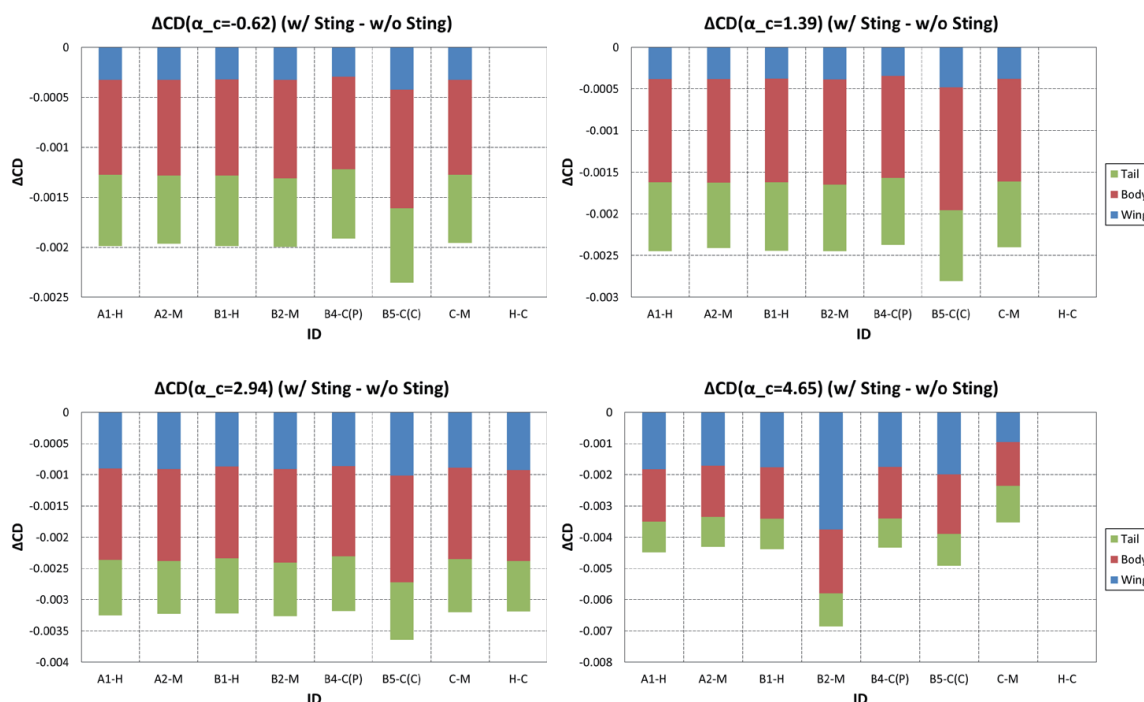 ΔCD(α_c=-0.62) (w/ Sting - w/o Sting)
0
-0.0005
-0.001
-0.0015
-0.002
-0.0025
ΔCD
A1-H A2-M B1-H B2-M B4-C(P) B5-C(C) C-M H-C
ID
ΔCD(α_c=1.39) (w/ Sting - w/o Sting)
0
-0.0005
-0.001
-0.0015
-0.002
-0.0025
-0.003
ΔCD
A1-H A2-M B1-H B2-M B4-C(P) B5-C(C) C-M H-C
ID
Tail
Body
Wing
ΔCD(α_c=2.94) (w/ Sting - w/o Sting)
0
-0.0005
-0.001
-0.0015
-0.002
-0.0025
-0.003
-0.0035
-0.004
ΔCD
A1-H A2-M B1-H B2-M B4-C(P) B5-C(C) C-M H-C
ID
ΔCD(α_c=4.65) (w/ Sting - w/o Sting)
0
-0.001
-0.002
-0.003
-0.004
-0.005
-0.006
-0.007
-0.008
ΔCD
A1-H A2-M B1-H B2-M B4-C(P) B5-C(C) C-M H-C
ID
Tail
Body
Wing